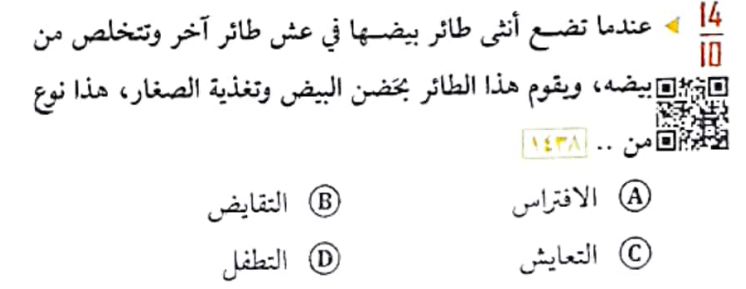 14
10
◄ عندما تضع أنثى طائر بيضها في عش طائر آخر وتتخلص من
بيضه، ويقوم هذا الطائر بحَضن البيض وتغذية الصغار، هذا نوع
من .. ١٤٣٨
A الافتراس
B التقايض
C التعايش
D التطفل